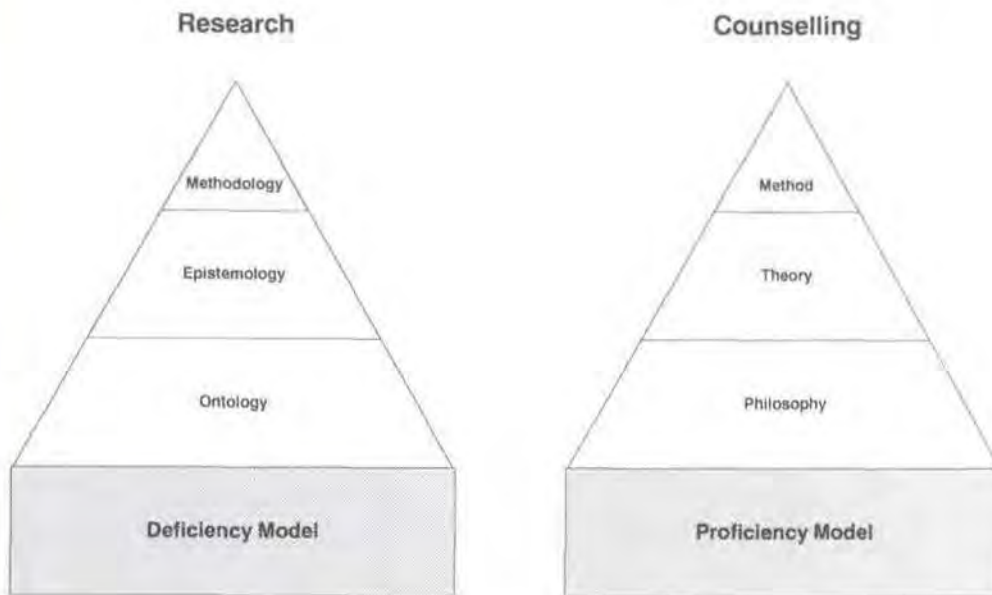 Research
Methodology
Epistemology
Ontology
Deficiency Model
Counselling
Method
Theory
Philosophy
Proficiency Model